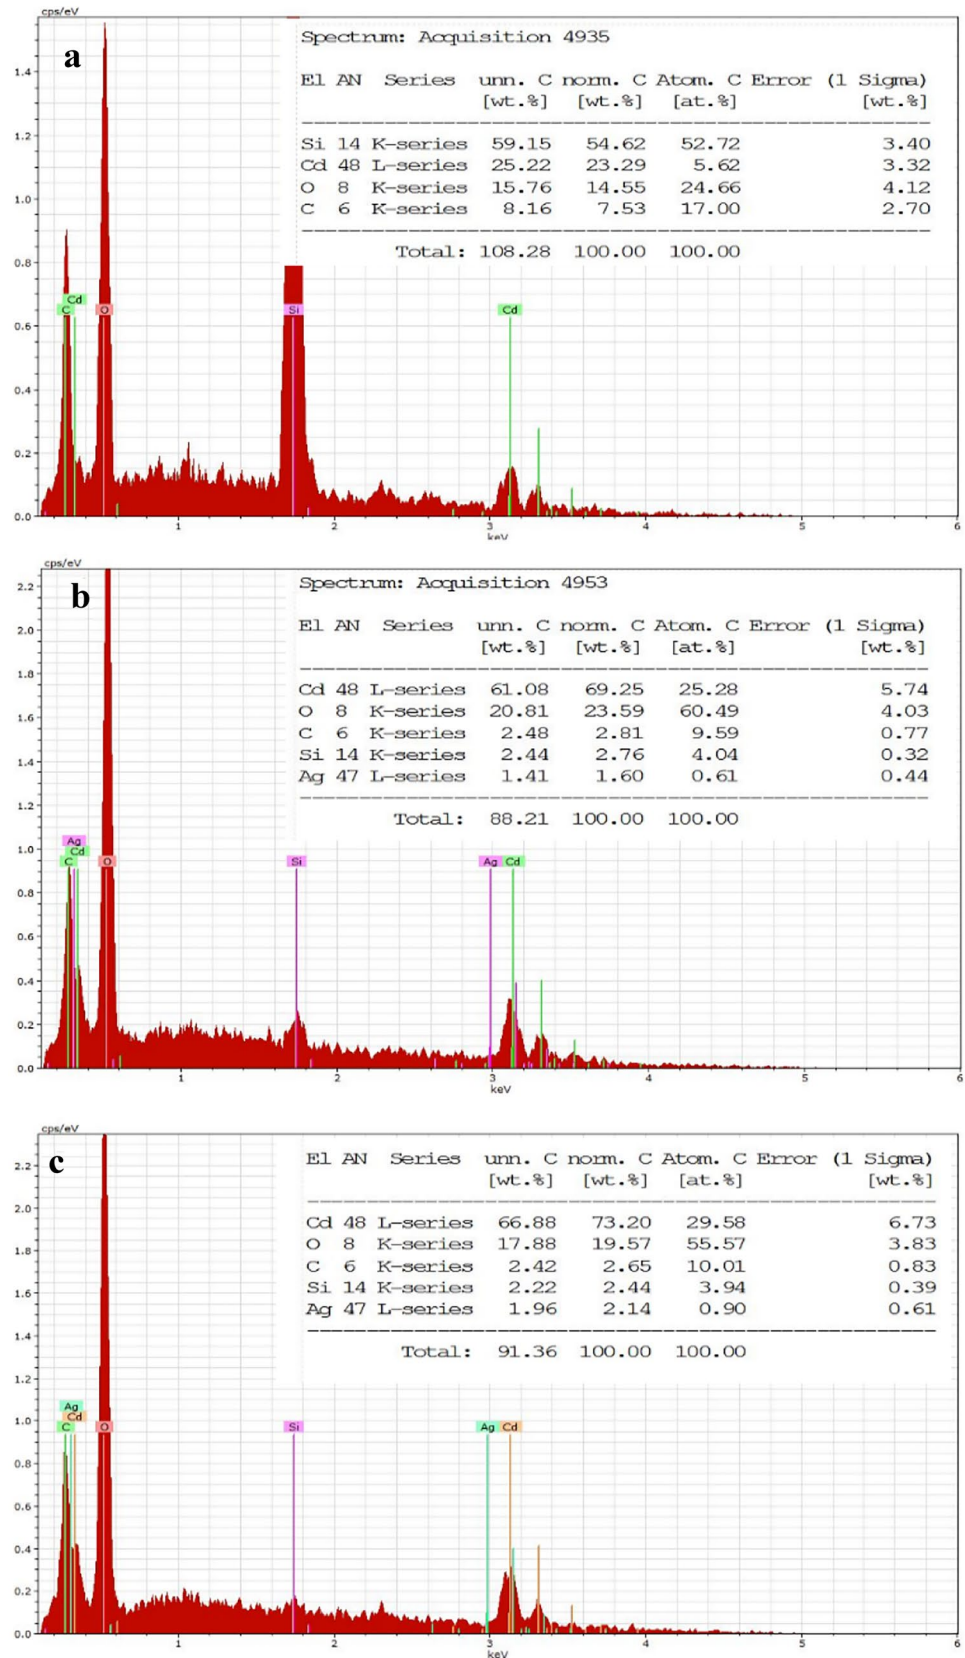 cps/eV
a
Spectrum: Acquisition 4935
El AN Series unn. C norm. C Atom. C Error (1 Sigma)
[wt.%] [wt.%] [at.%] [wt.%]
Si 14 K-series 59.15 54.62 52.72 3.40
Cd 48 L-series 25.22 23.29 5.62 3.32
O 8 K-series 15.76 14.55 24.66 4.12
C 6 K-series 8.16 7.53 17.00 2.70
Total: 108.28 100.00 100.00
1.4
1.2
1.0
0.8
Cd
C O Si Cd
0.6
0.4
0.2
0.0
1 2 3 4 5 6
keV
cps/eV
b
Spectrum: Acquisition 4953
El AN Series unn. C norm. C Atom. C Error (1 Sigma)
[wt.%] [wt.%] [at.%] [wt.%]
Cd 48 L-series 61.08 69.25 25.28 5.74
O 8 K-series 20.81 23.59 60.49 4.03
C 6 K-series 2.48 2.81 9.59 0.77
Si 14 K-series 2.44 2.76 4.04 0.32
Ag 47 L-series 1.41 1.60 0.61 0.44
Total: 88.21 100.00 100.00
2.2
2.0
1.8
1.6
1.4
1.2
1.0
Ag
Cd
C O Si Ag Cd
0.8
0.6
0.4
0.2
0.0
1 2 3 4 5 6
keV
cps/eV
c
El AN Series unn. C norm. C Atom. C Error (1 Sigma)
[wt.%] [wt.%] [at.%] [wt.%]
Cd 48 L-series 66.88 73.20 29.58 6.73
O 8 K-series 17.88 19.57 55.57 3.83
C 6 K-series 2.42 2.65 10.01 0.83
Si 14 K-series 2.22 2.44 3.94 0.39
Ag 47 L-series 1.96 2.14 0.90 0.61
Total: 91.36 100.00 100.00
2.2
2.0
1.8
1.6
1.4
1.2
1.0
Ag
Cd
C O Si Ag Cd
0.8
0.6
0.4
0.2
0.0
1 2 3 4 5 6
keV